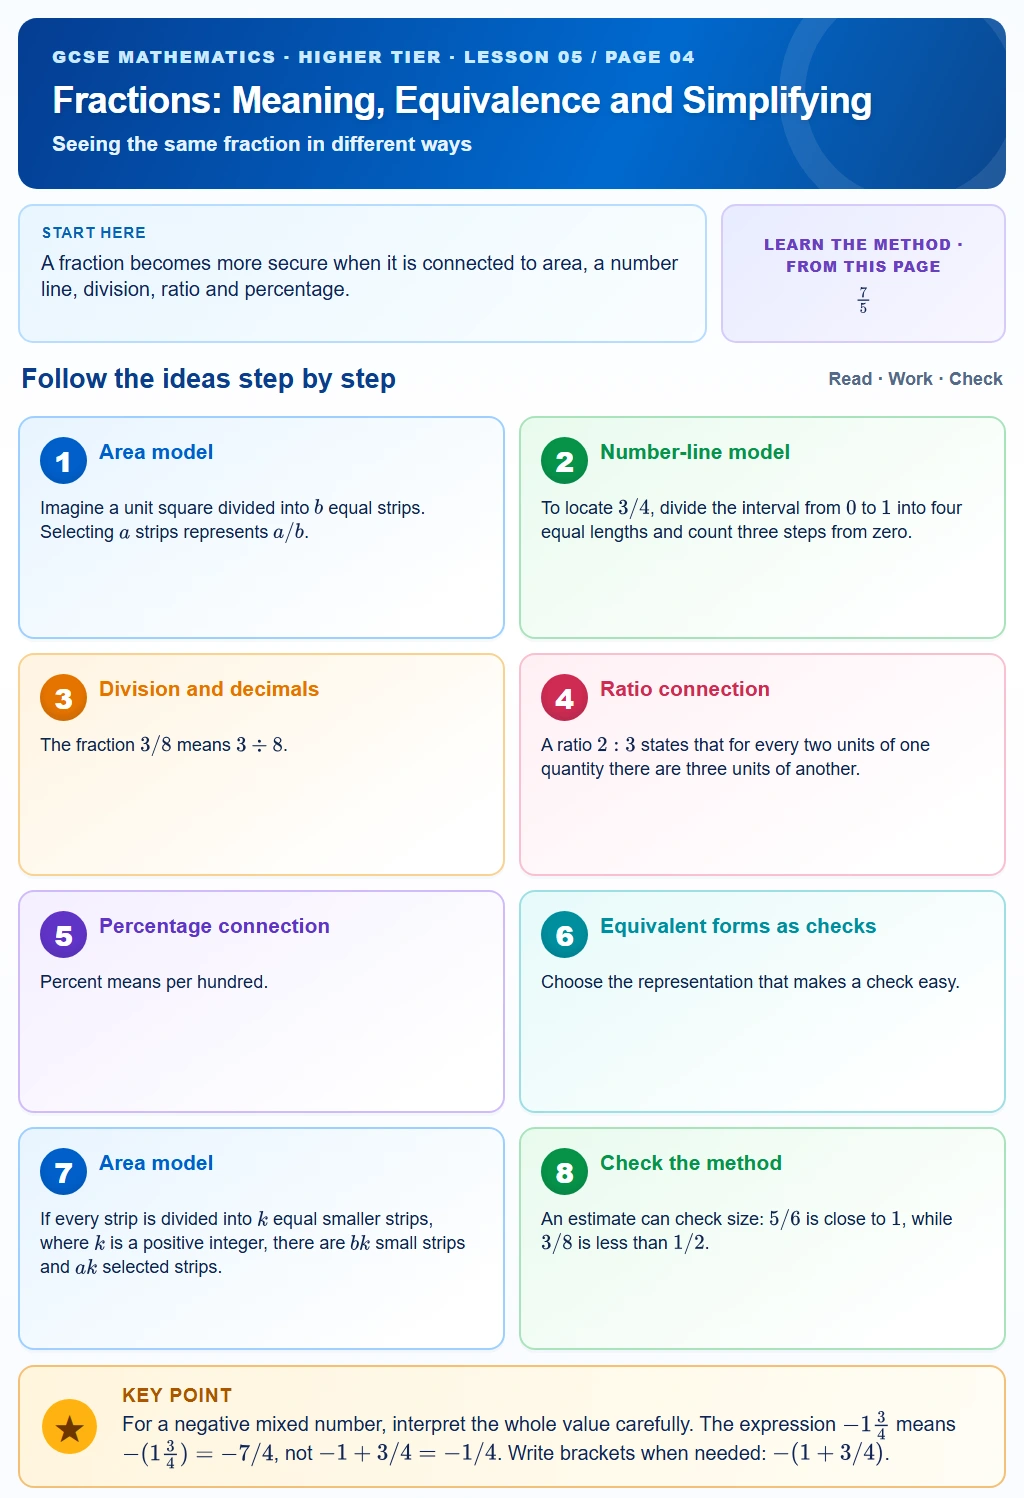 GCSE MATHEMATICS · HIGHER TIER · LESSON 05 / PAGE 04
Fractions: Meaning, Equivalence and Simplifying
Seeing the same fraction in different ways
START HERE
A fraction becomes more secure when it is connected to area, a number
line, division, ratio and percentage.
LEARN THE METHOD ·
FROM THIS PAGE
7/5
Follow the ideas step by step
Read · Work · Check
1 Area model
Imagine a unit square divided into b equal strips.
Selecting a strips represents a/b.
2 Number-line model
To locate 3/4, divide the interval from 0 to 1 into four
equal lengths and count three steps from zero.
3 Division and decimals
The fraction 3/8 means 3 ÷ 8.
4 Ratio connection
A ratio 2 : 3 states that for every two units of one
quantity there are three units of another.
5 Percentage connection
Percent means per hundred.
6 Equivalent forms as checks
Choose the representation that makes a check easy.
7 Area model
If every strip is divided into k equal smaller strips,
where k is a positive integer, there are bk small strips
and ak selected strips.
8 Check the method
An estimate can check size: 5/6 is close to 1, while
3/8 is less than 1/2.
KEY POINT
For a negative mixed number, interpret the whole value carefully. The expression −1 3/4 means
−(1 3/4) = −7/4, not −1 + 3/4 = −1/4. Write brackets when needed: −(1 + 3/4).